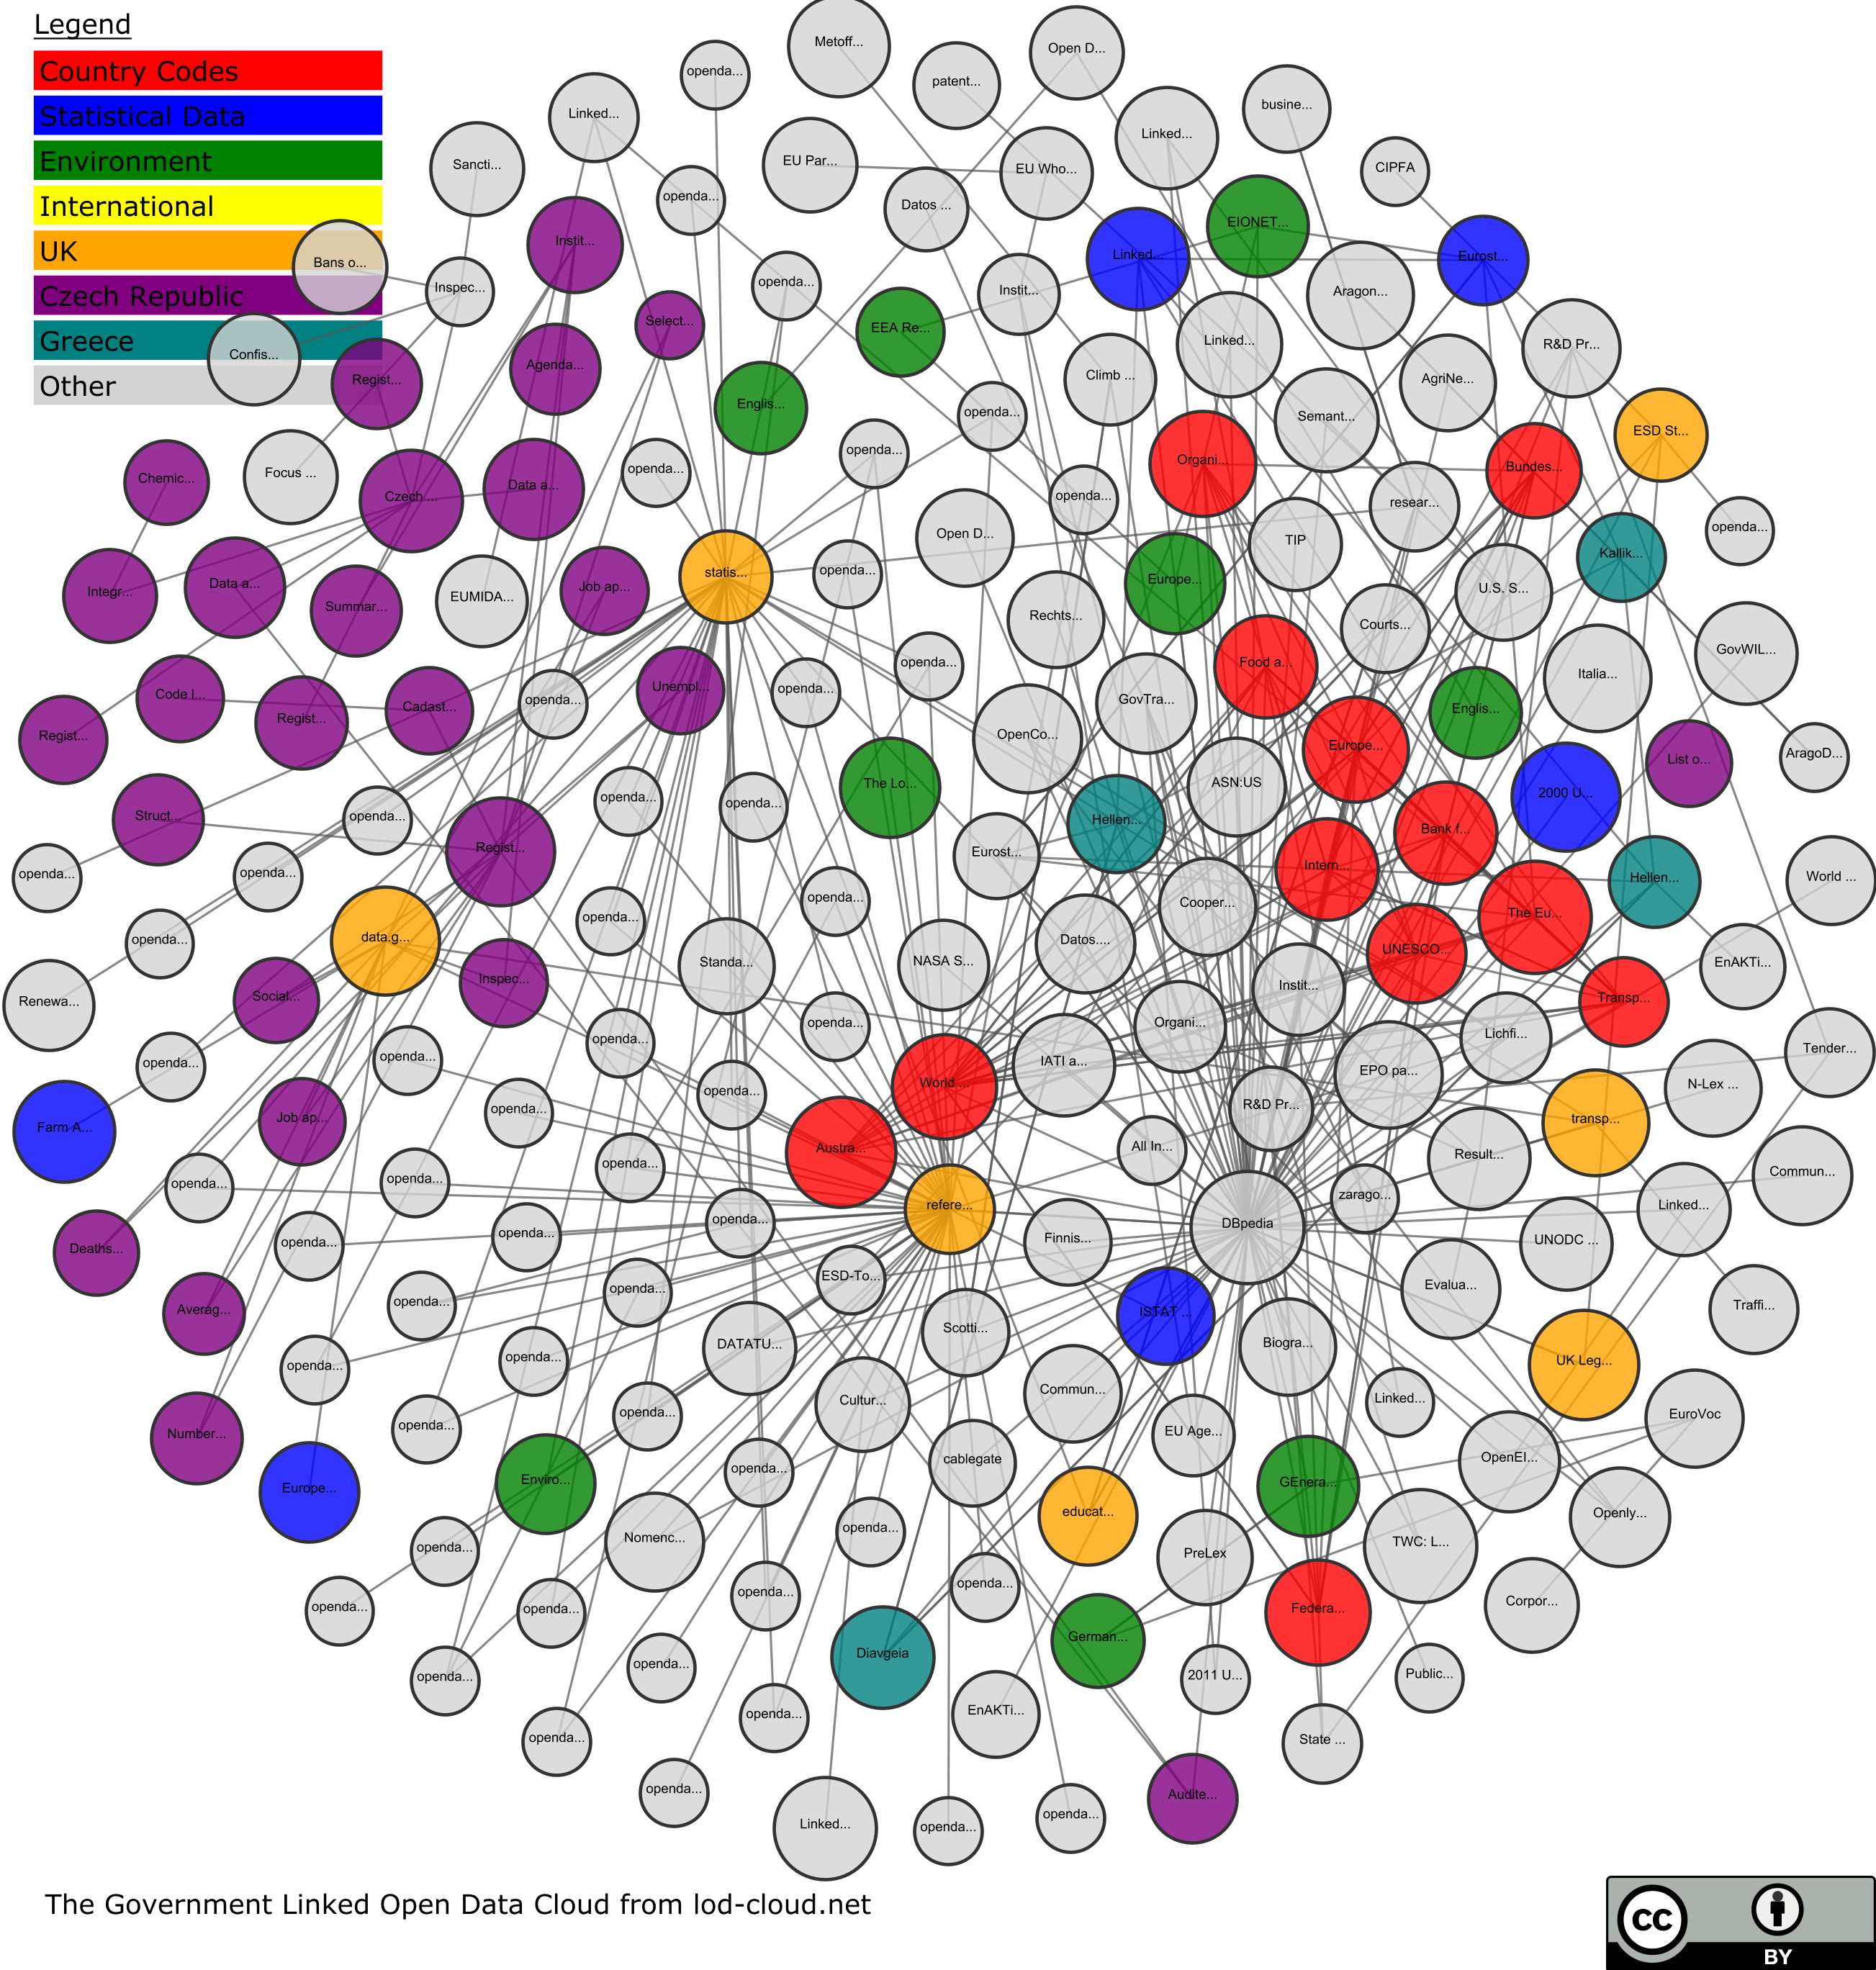 Legend
Country Codes
Statistical Data
Environment
International
UK
Czech Republic
Greece
Other
Metoff...
Open D...
openda...
patent...
busine...
Linked...
Linked...
EU Par...
Sancti...
EU Who...
CIPFA
openda...
Datos ...
EIONET...
Instit...
Linked...
Eurost...
Bans o...
openda...
Inspec...
Instit...
Aragon...
Select...
EEA Re...
Linked...
R&D Pr...
Confis...
Agenda...
Climb ...
Regist...
AgriNe...
Englis...
openda...
Semant...
ESD St...
openda...
Organi...
Bundes...
openda...
Focus ...
Chemic...
Data a...
Czech ...
openda...
resear...
openda...
Open D...
TIP
Kallik...
statis...
openda...
Europe...
U.S. S...
Integr...
Data a...
Job ap...
EUMIDA...
Summar...
Rechts...
Courts...
GovWIL...
openda...
Food a...
Italia...
Unempl...
openda...
Code l...
openda...
GovTra...
Cadast...
Englis...
Regist...
OpenCo...
Regist...
Europe...
AragoD...
List o...
The Lo...
ASN:US
2000 U...
openda...
openda...
Struct...
openda...
Hellen...
Bank f...
Regist...
Eurost...
Intern...
openda...
openda...
World ...
Hellen...
openda...
Cooper...
The Eu...
openda...
data.g...
openda...
Datos....
UNESCO...
Standa...
NASA S...
EnAKTi...
Inspec...
Instit...
Social...
Renewa...
Transp...
openda...
Organi...
Lichfi...
openda...
openda...
openda...
IATI a...
Tender...
EPO pa...
World ...
N-Lex ...
openda...
R&D Pr...
openda...
Job ap...
transp...
Farm A...
Austra...
All In...
Result...
openda...
Commun...
openda...
openda...
zarago...
refere...
Linked...
openda...
DBpedia
openda...
Finnis...
UNODC ...
openda...
Deaths...
ESD-To...
Evalua...
openda...
openda...
Traffi...
Averag...
ISTAT ...
Scotti...
DATATU...
Biogra...
openda...
UK Leg...
openda...
Commun...
Cultur...
Linked...
openda...
EuroVoc
openda...
EU Age...
Number...
cablegate
OpenEI...
openda...
Enviro...
GEnera...
Europe...
educat...
Openly...
openda...
Nomenc...
TWC: L...
openda...
PreLex
openda...
openda...
Corpor...
openda...
openda...
Federa...
German...
Diavgeia
openda...
openda...
2011 U...
Public...
EnAKTi...
openda...
openda...
State ...
openda...
Audite...
openda...
Linked...
openda...
The Government Linked Open Data Cloud from lod-cloud.net
cc
BY